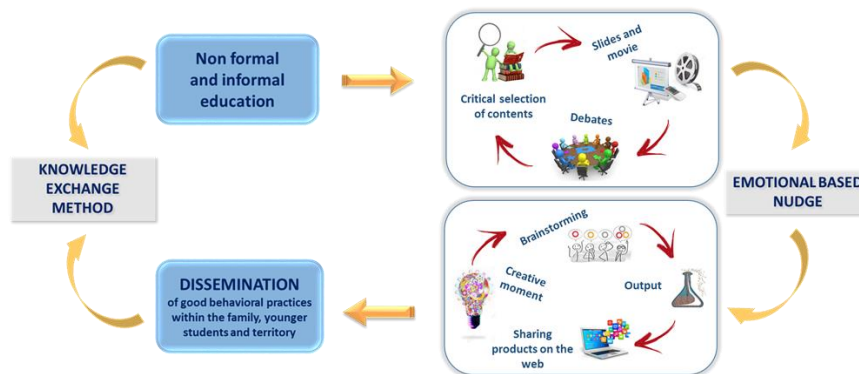 Non formal
and informal
education
Slides and
movie
Critical selection
of contents
Debates
KNOWLEDGE
EXCHANGE
METHOD
EMOTIONAL BASED
NUDGE
Brainstorming
Creative
moment
Output
Sharing
products on the
web
DISSEMINATION
of good behavioral practices
within the family, younger
students and territory